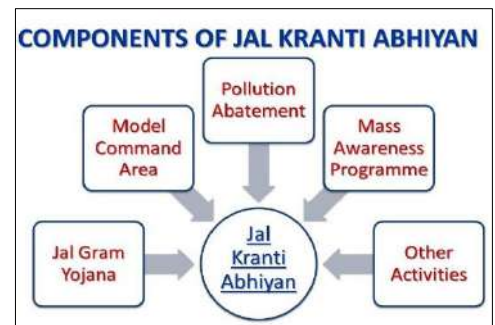 COMPONENTS OF JAL KRANTI ABHIYAN
Pollution
Abatement
Model
Command
Area
Mass
Awareness
Programme
Jal Gram
Yojana
Jal
Kranti
Abhiyan
Other
Activities